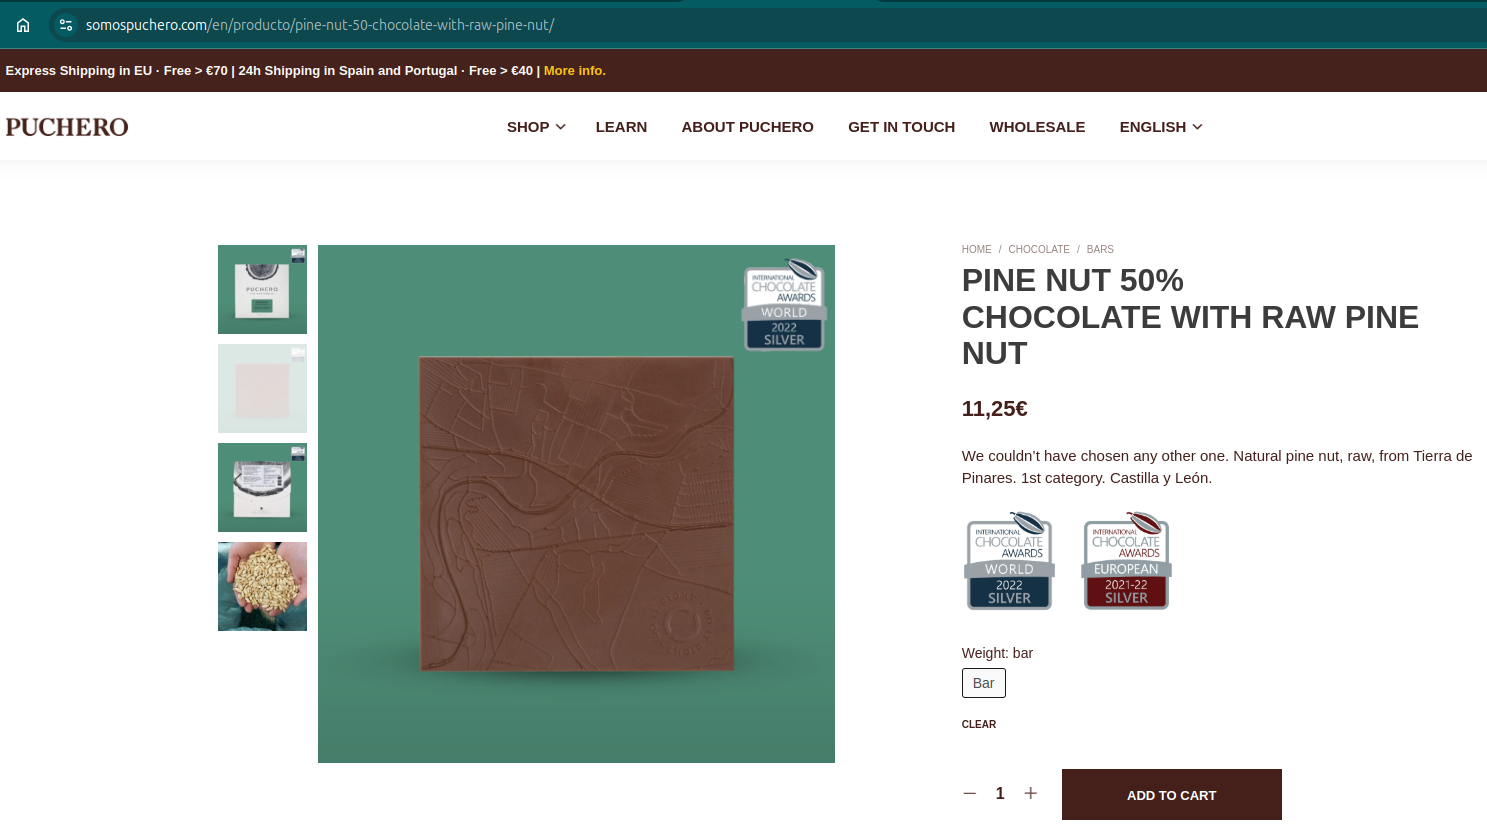 somospuchero.com/en/producto/pine-nut-50-chocolate-with-raw-pine-nut/
Express Shipping in EU · Free > €70 | 24h Shipping in Spain and Portugal · Free > €40 | More info.
PUCHERO
SHOP
LEARN
ABOUT PUCHERO
GET IN TOUCH
WHOLESALE
ENGLISH
PUCHERO
INTERNATIONAL
CHOCOLATE
AWARDS
WORLD
2022
SILVER
HOME / CHOCOLATE / BARS
PINE NUT 50%
CHOCOLATE WITH RAW PINE
NUT
11,25€
We couldn’t have chosen any other one. Natural pine nut, raw, from Tierra de
Pinares. 1st category. Castilla y León.
INTERNATIONAL
CHOCOLATE
AWARDS
WORLD
2022
SILVER
INTERNATIONAL
CHOCOLATE
AWARDS
EUROPEAN
2021-22
SILVER
Weight: bar
Bar
CLEAR
1
ADD TO CART